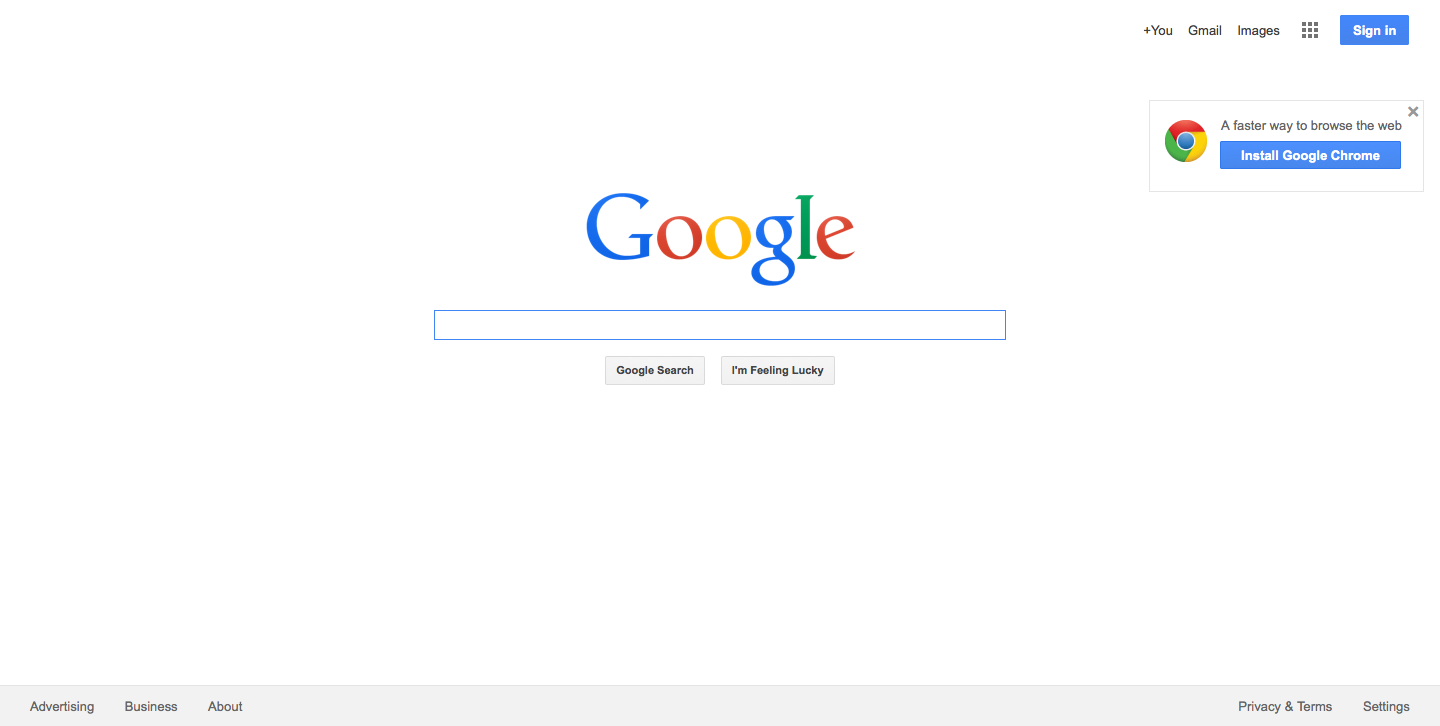 +You Gmail Images Sign in
A faster way to browse the web
Install Google Chrome
Google
Google Search I'm Feeling Lucky
Advertising Business About Privacy & Terms Settings